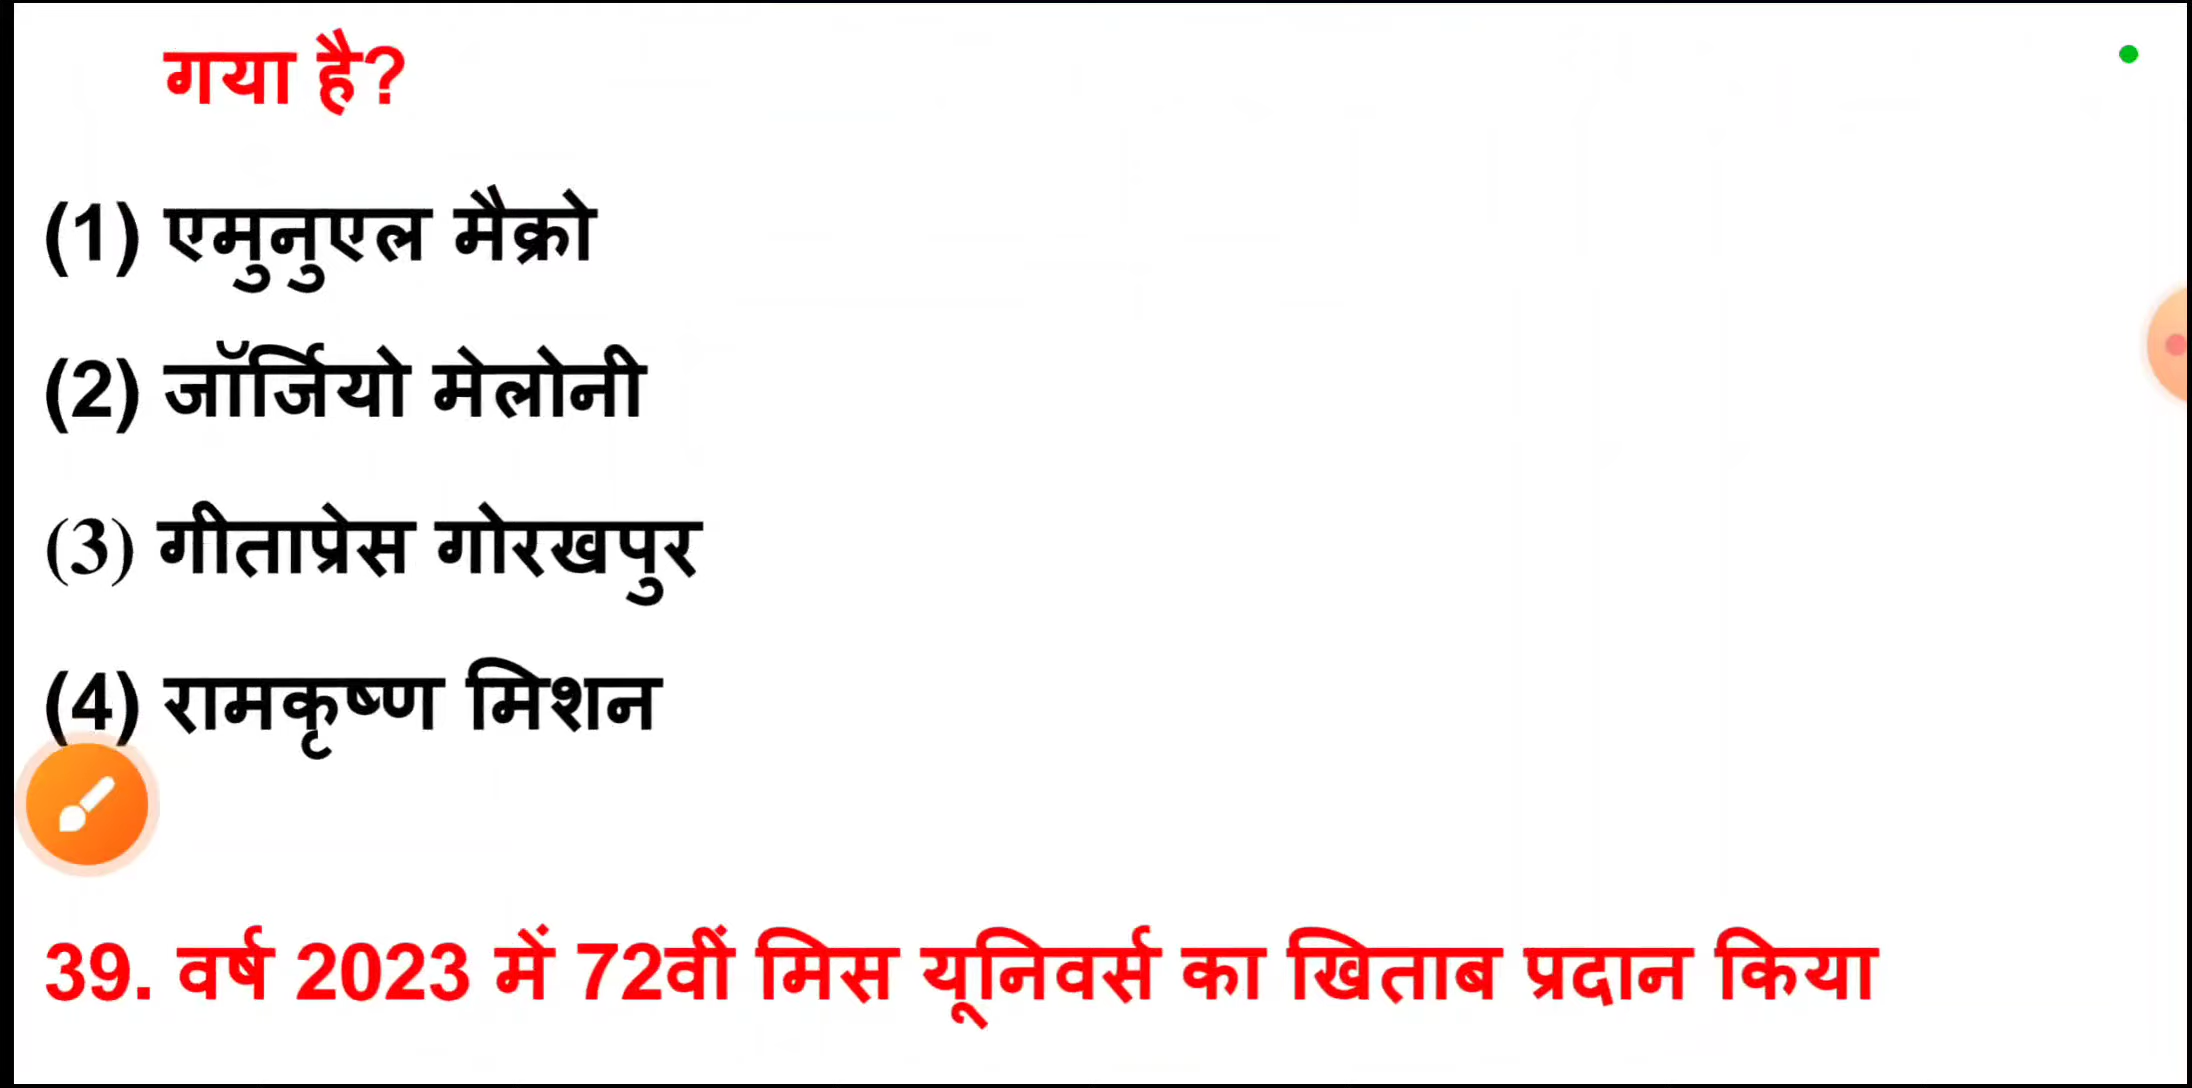 गया है?
(1) एमुनुएल मैक्रो
(2) जॉर्जियो मेलोनी
(3) गीताप्रेस गोरखपुर
(4) रामकृष्ण मिशन
39. वर्ष 2023 में 72वीं मिस यूनिवर्स का खिताब प्रदान किया